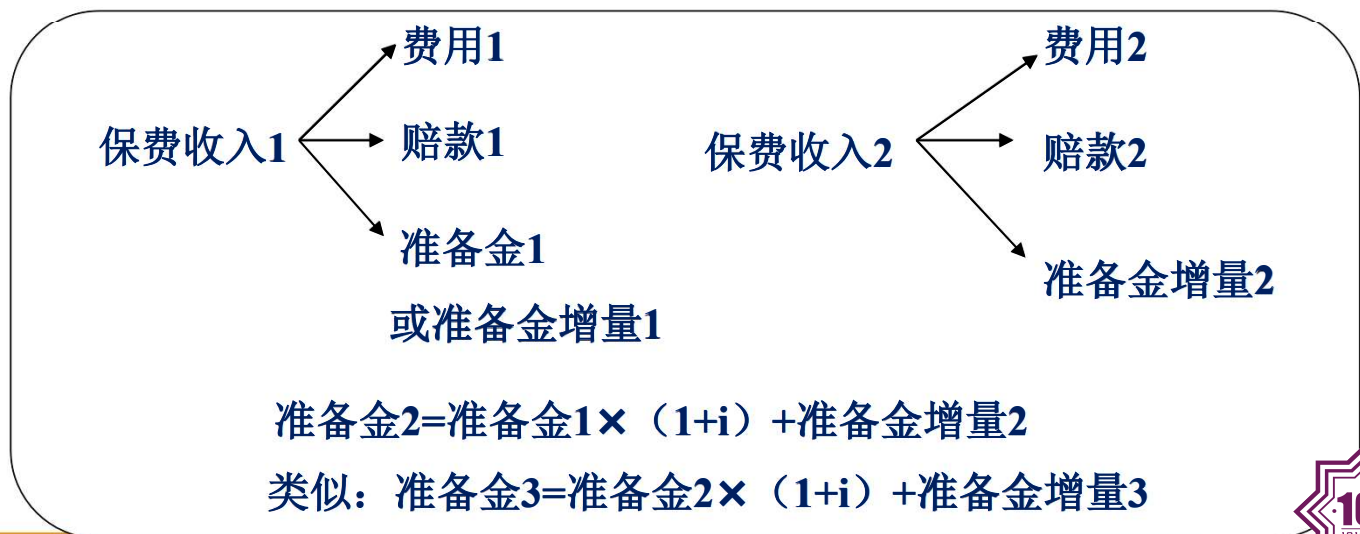 费用1
费用2
保费收入1
赔款1
保费收入2
赔款2
准备金1
或准备金增量1
准备金增量2
准备金2=准备金1×（1+i）+准备金增量2
类似：准备金3=准备金2×（1+i）+准备金增量3